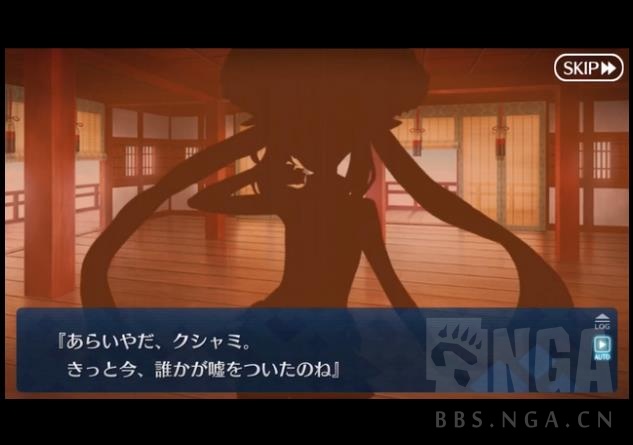 SKIP
『あらいやだ、クシャミ。
きっと今、誰かが嘘をついたのね』
LOG
AUTO
NGA
BBS.NGA.CN